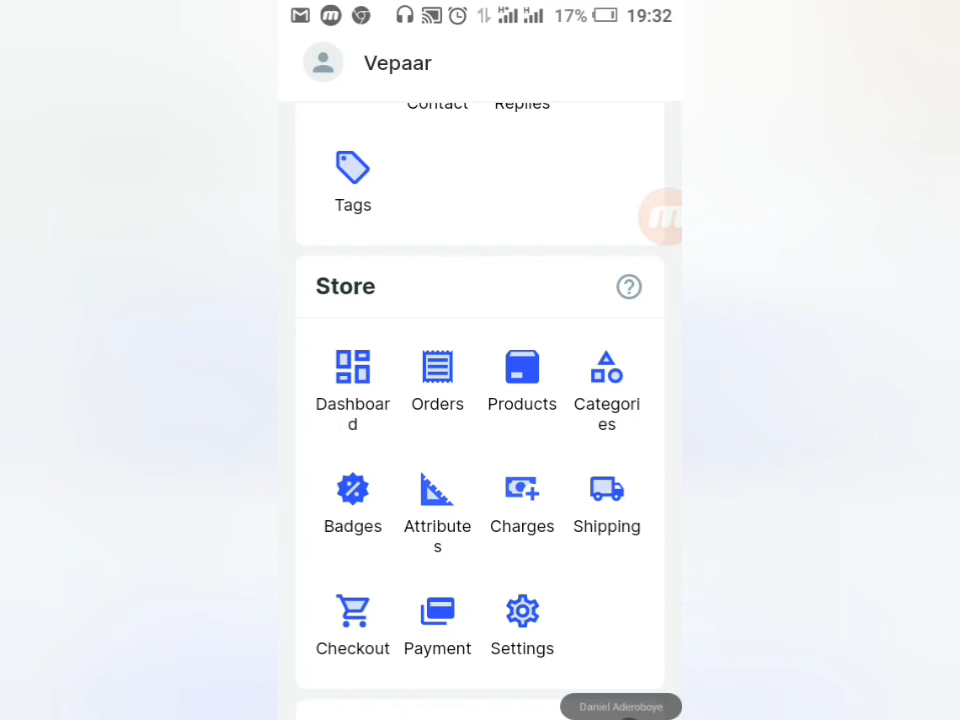 17% 19:32
Vepaar
Contact Replies
Tags
Store
Dashboar
d
Orders
Products
Categori
es
Badges
Attribute
s
Charges
Shipping
Checkout
Payment
Settings
Daniel Aderoboye